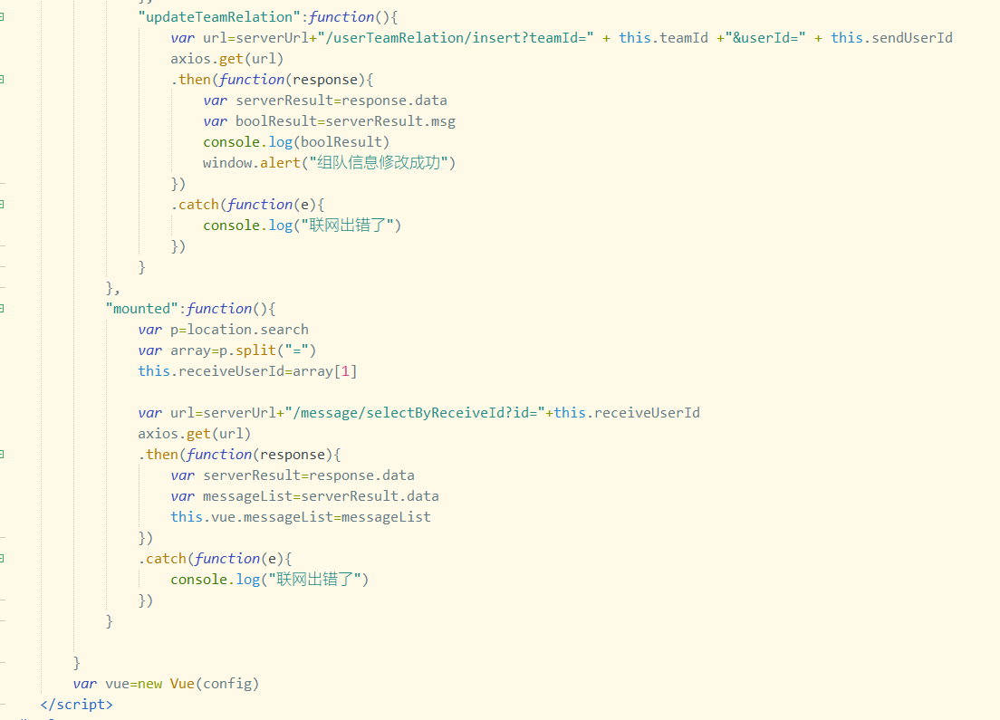 },
"updateTeamRelation":function(){
var url=serverUrl+"/userTeamRelation/insert?teamId=" + this.teamId +"&userId=" + this.sendUserId
axios.get(url)
.then(function(response){
var serverResult=response.data
var boolResult=serverResult.msg
console.log(boolResult)
window.alert("组队信息修改成功")
})
.catch(function(e){
console.log("联网出错了")
})
}
},
"mounted":function(){
var p=location.search
var array=p.split("=")
this.receiveUserId=array[1]
var url=serverUrl+"/message/selectByReceiveId?id="+this.receiveUserId
axios.get(url)
.then(function(response){
var serverResult=response.data
var messageList=serverResult.data
this.vue.messageList=messageList
})
.catch(function(e){
console.log("联网出错了")
})
}
}
var vue=new Vue(config)
</script>